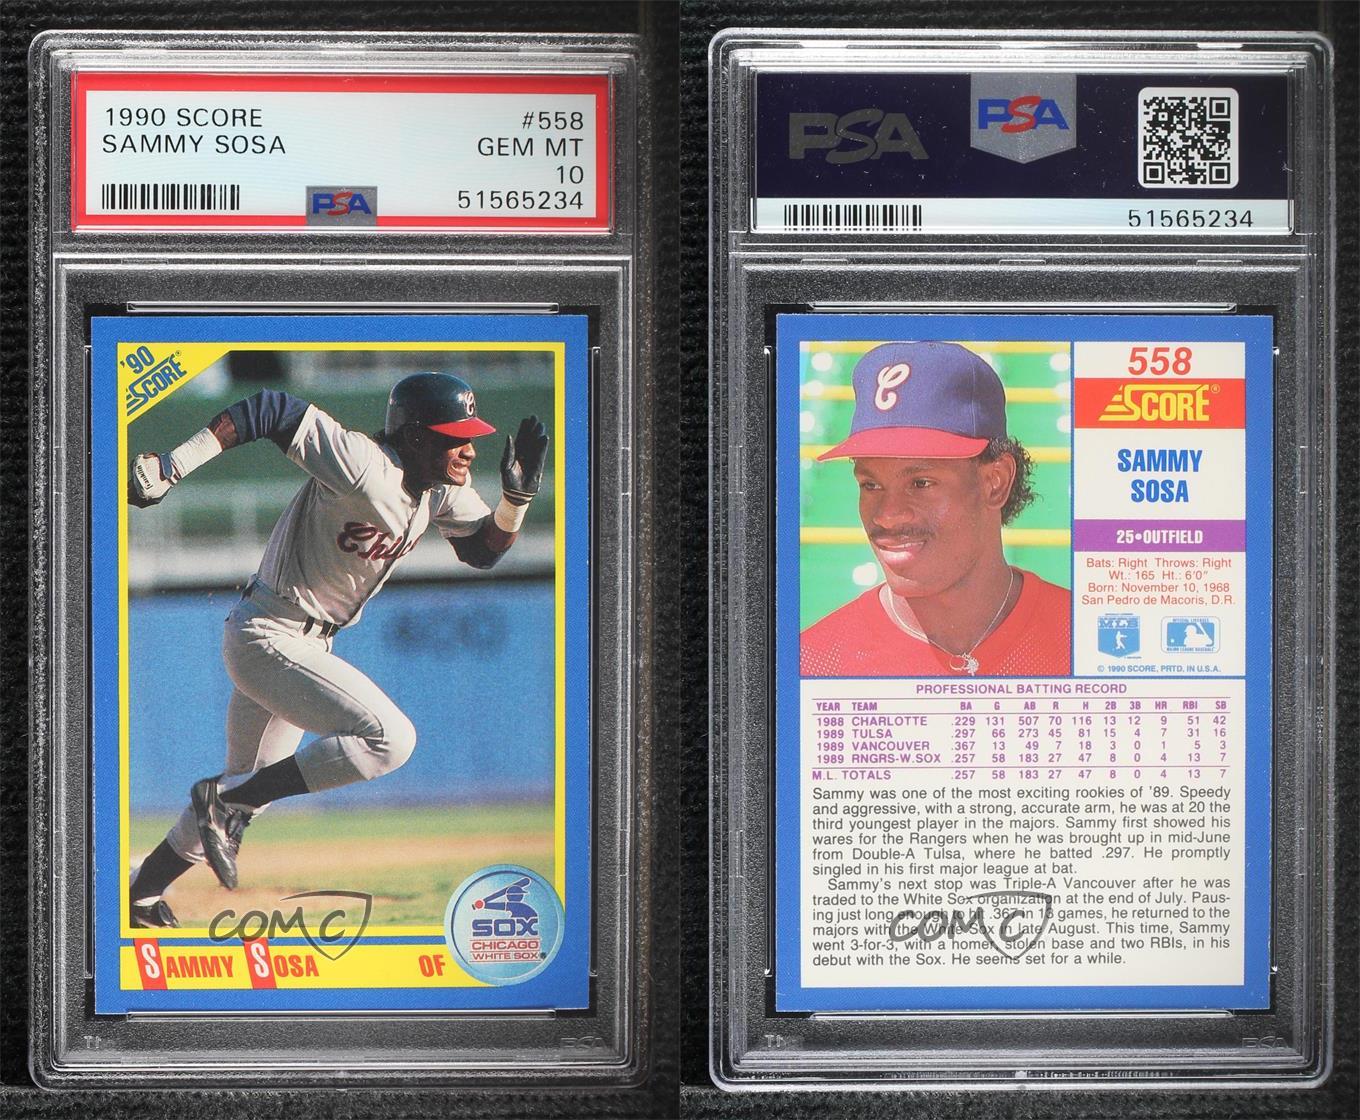 1990 SCORE #558
SAMMY SOSA GEM MT
10
PSA 51565234
'90
SCORE®
C
Franklin
Chic
SOX
CHICAGO
WHITE SOX®
SAMMY SOSA OF
COMC
PSA
PSA PSA
51565234
C
558
SCORE®
SAMMY
SOSA
25•OUTFIELD
Bats: Right Throws: Right
Wt.: 165 Ht.: 6'0"
Born: November 10, 1968
San Pedro de Macoris, D.R.
© 1990 SCORE, PRTD. IN U.S.A.
PROFESSIONAL BATTING RECORD
YEAR TEAM BA G AB R H 2B 3B HR RBI SB
1988 CHARLOTTE .229 131 507 70 116 13 12 9 51 42
1989 TULSA .297 66 273 45 81 15 4 7 31 16
1989 VANCOUVER .367 13 49 7 18 3 0 1 5 3
1989 RNGRS-W.SOX .257 58 183 27 47 8 0 4 13 7
M.L. TOTALS .257 58 183 27 47 8 0 4 13 7
Sammy was one of the most exciting rookies of '89. Speedy
and aggressive, with a strong, accurate arm, he was at 20 the
third youngest player in the majors. Sammy first showed his
wares for the Rangers when he was brought up in mid-June
from Double-A Tulsa, where he batted .297. He promptly
singled in his first major league at bat.
Sammy's next stop was Triple-A Vancouver after he was
traded to the White Sox organization at the end of July. Paus-
ing just long enough to hit .367 in 13 games, he returned to the
majors with the White Sox in late August. This time, Sammy
went 3-for-3, with a homer, stolen base and two RBIs, in his
debut with the Sox. He seems set for a while.
COMC
PSA